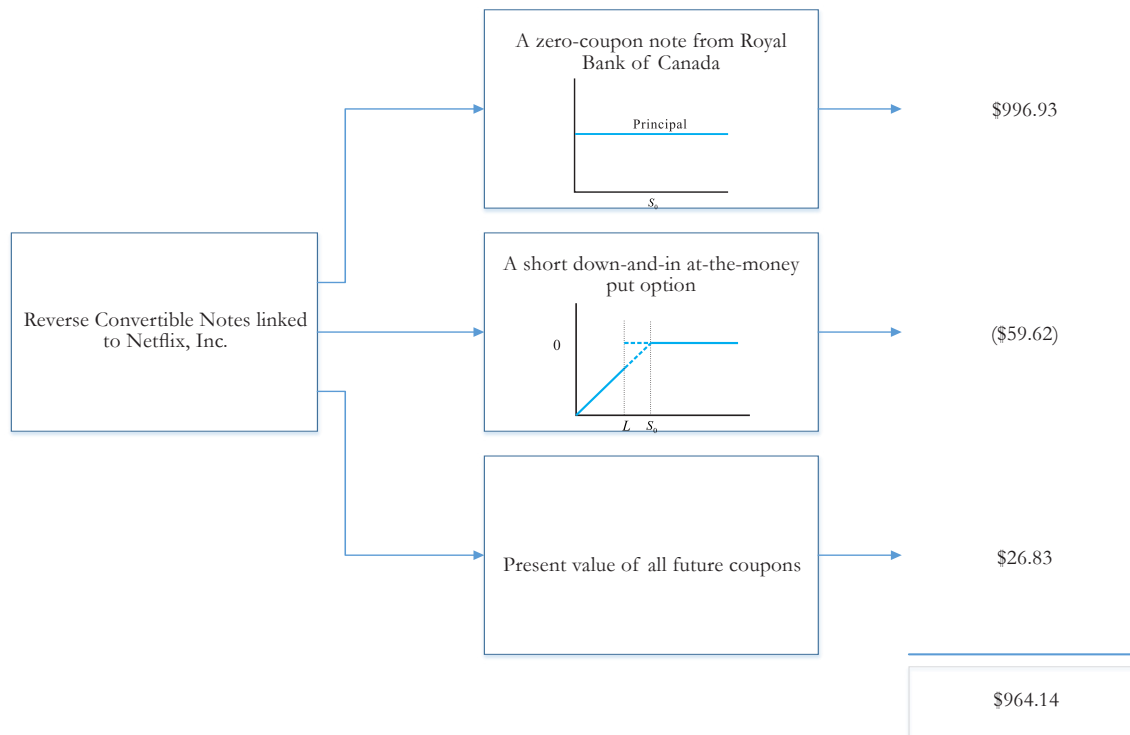 A zero-coupon note from Royal
Bank of Canada
Principal
S₀
$996.93
Reverse Convertible Notes linked
to Netflix, Inc.
A short down-and-in at-the-money
put option
0
L S₀
($59.62)
Present value of all future coupons
$26.83
$964.14